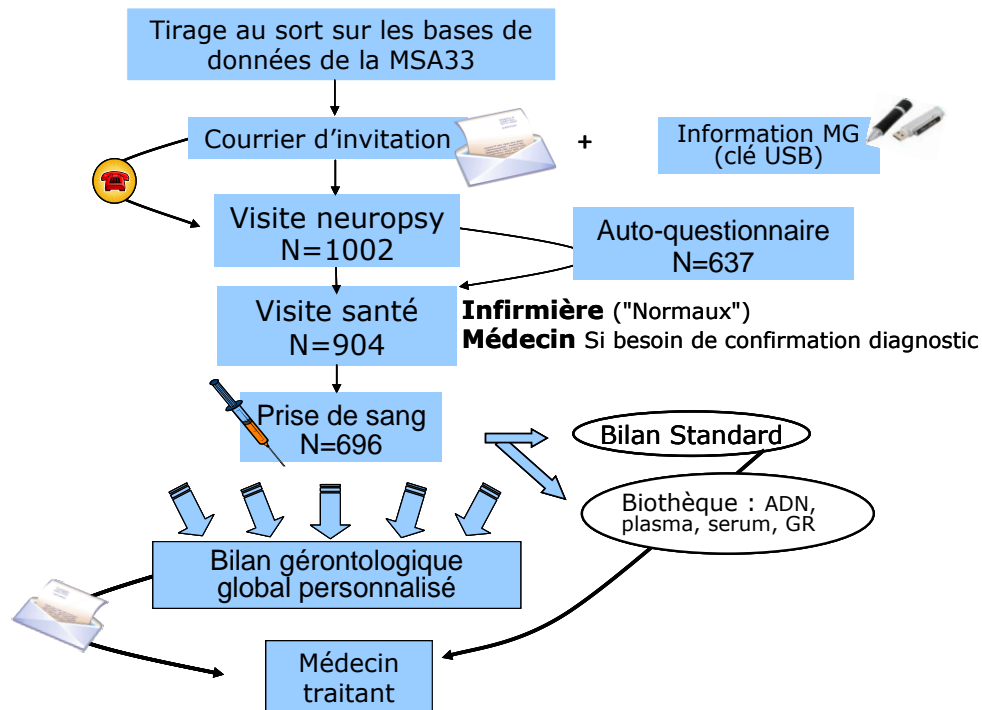 Tirage au sort sur les bases de
données de la MSA33
Courrier d'invitation
+
Information MG
(clé USB)
Visite neuropsy
N=1002
Auto-questionnaire
N=637
Visite santé
N=904
Infirmière ("Normaux")
Médecin Si besoin de confirmation diagnostic
Prise de sang
N=696
Bilan Standard
Biothèque : ADN,
plasma, serum, GR
Bilan gérontologique
global personnalisé
Médecin
traitant